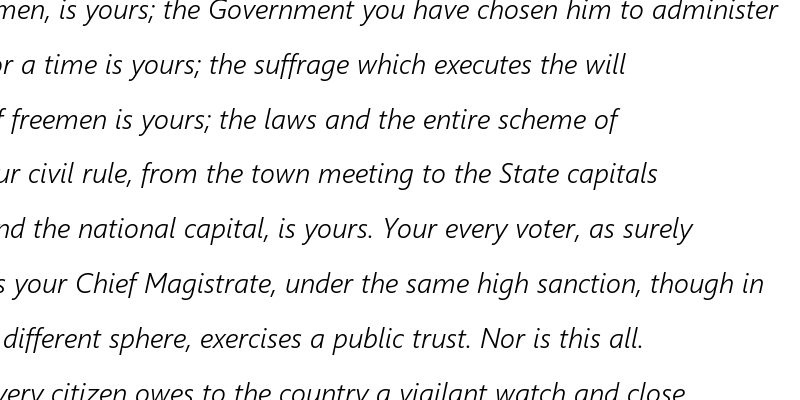 men, is yours; the Government you have chosen him to administer
or a time is yours; the suffrage which executes the will
f freemen is yours; the laws and the entire scheme of
ur civil rule, from the town meeting to the State capitals
nd the national capital, is yours. Your every voter, as surely
s your Chief Magistrate, under the same high sanction, though in
different sphere, exercises a public trust. Nor is this all.
very citizen owes to the country a vigilant watch and close